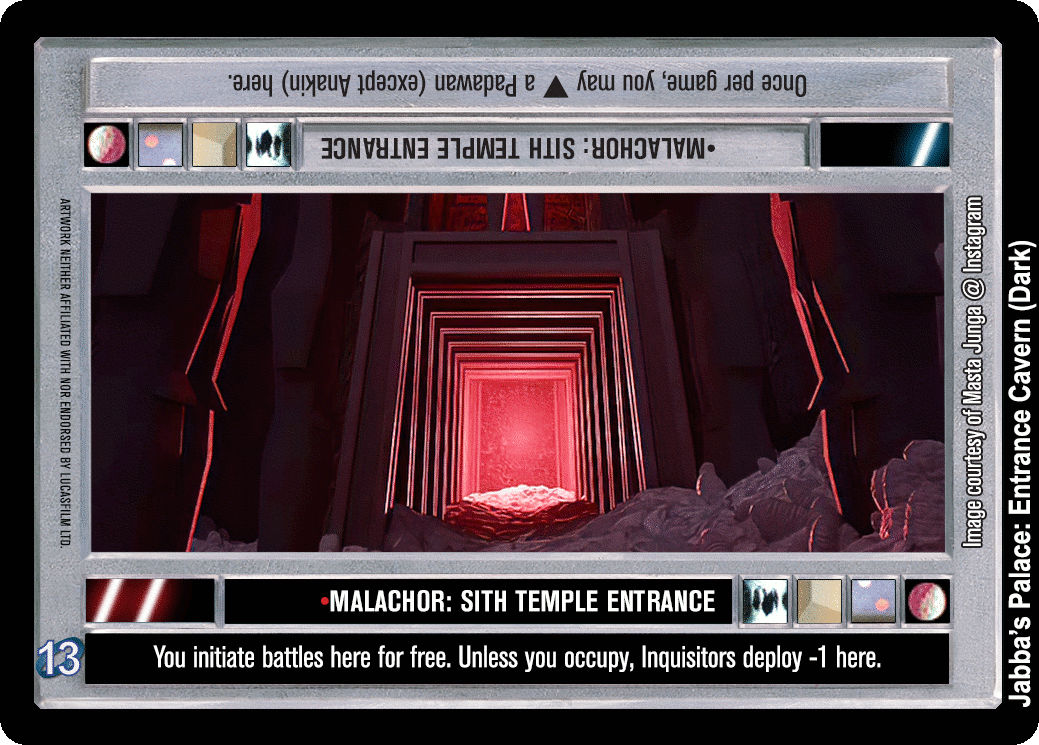 Once per game, you may ▲ a Padawan (except Anakin) here.
•MALACHOR: SITH TEMPLE ENTRANCE
ARTWORK NEITHER AFFILIATED WITH NOR ENDORSED BY LUCASFILM LTD.
Image courtesy of Masta Junga @ Instagram
Jabba's Palace: Entrance Cavern (Dark)
•MALACHOR: SITH TEMPLE ENTRANCE
13
You initiate battles here for free. Unless you occupy, Inquisitors deploy -1 here.